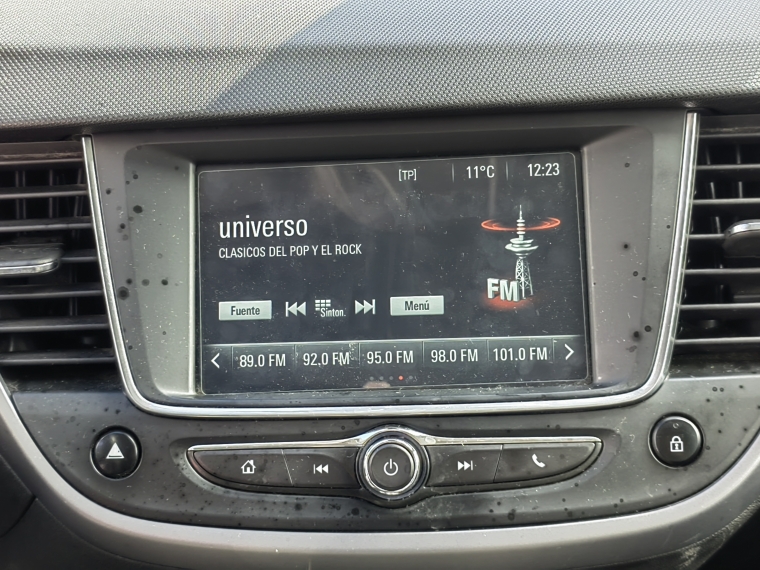 [TP] 11°C 12:23
universo
CLASICOS DEL POP Y EL ROCK
FM
Fuente Sinton. Menú
89.0 FM 92.0 FM 95.0 FM 98.0 FM 101.0 FM